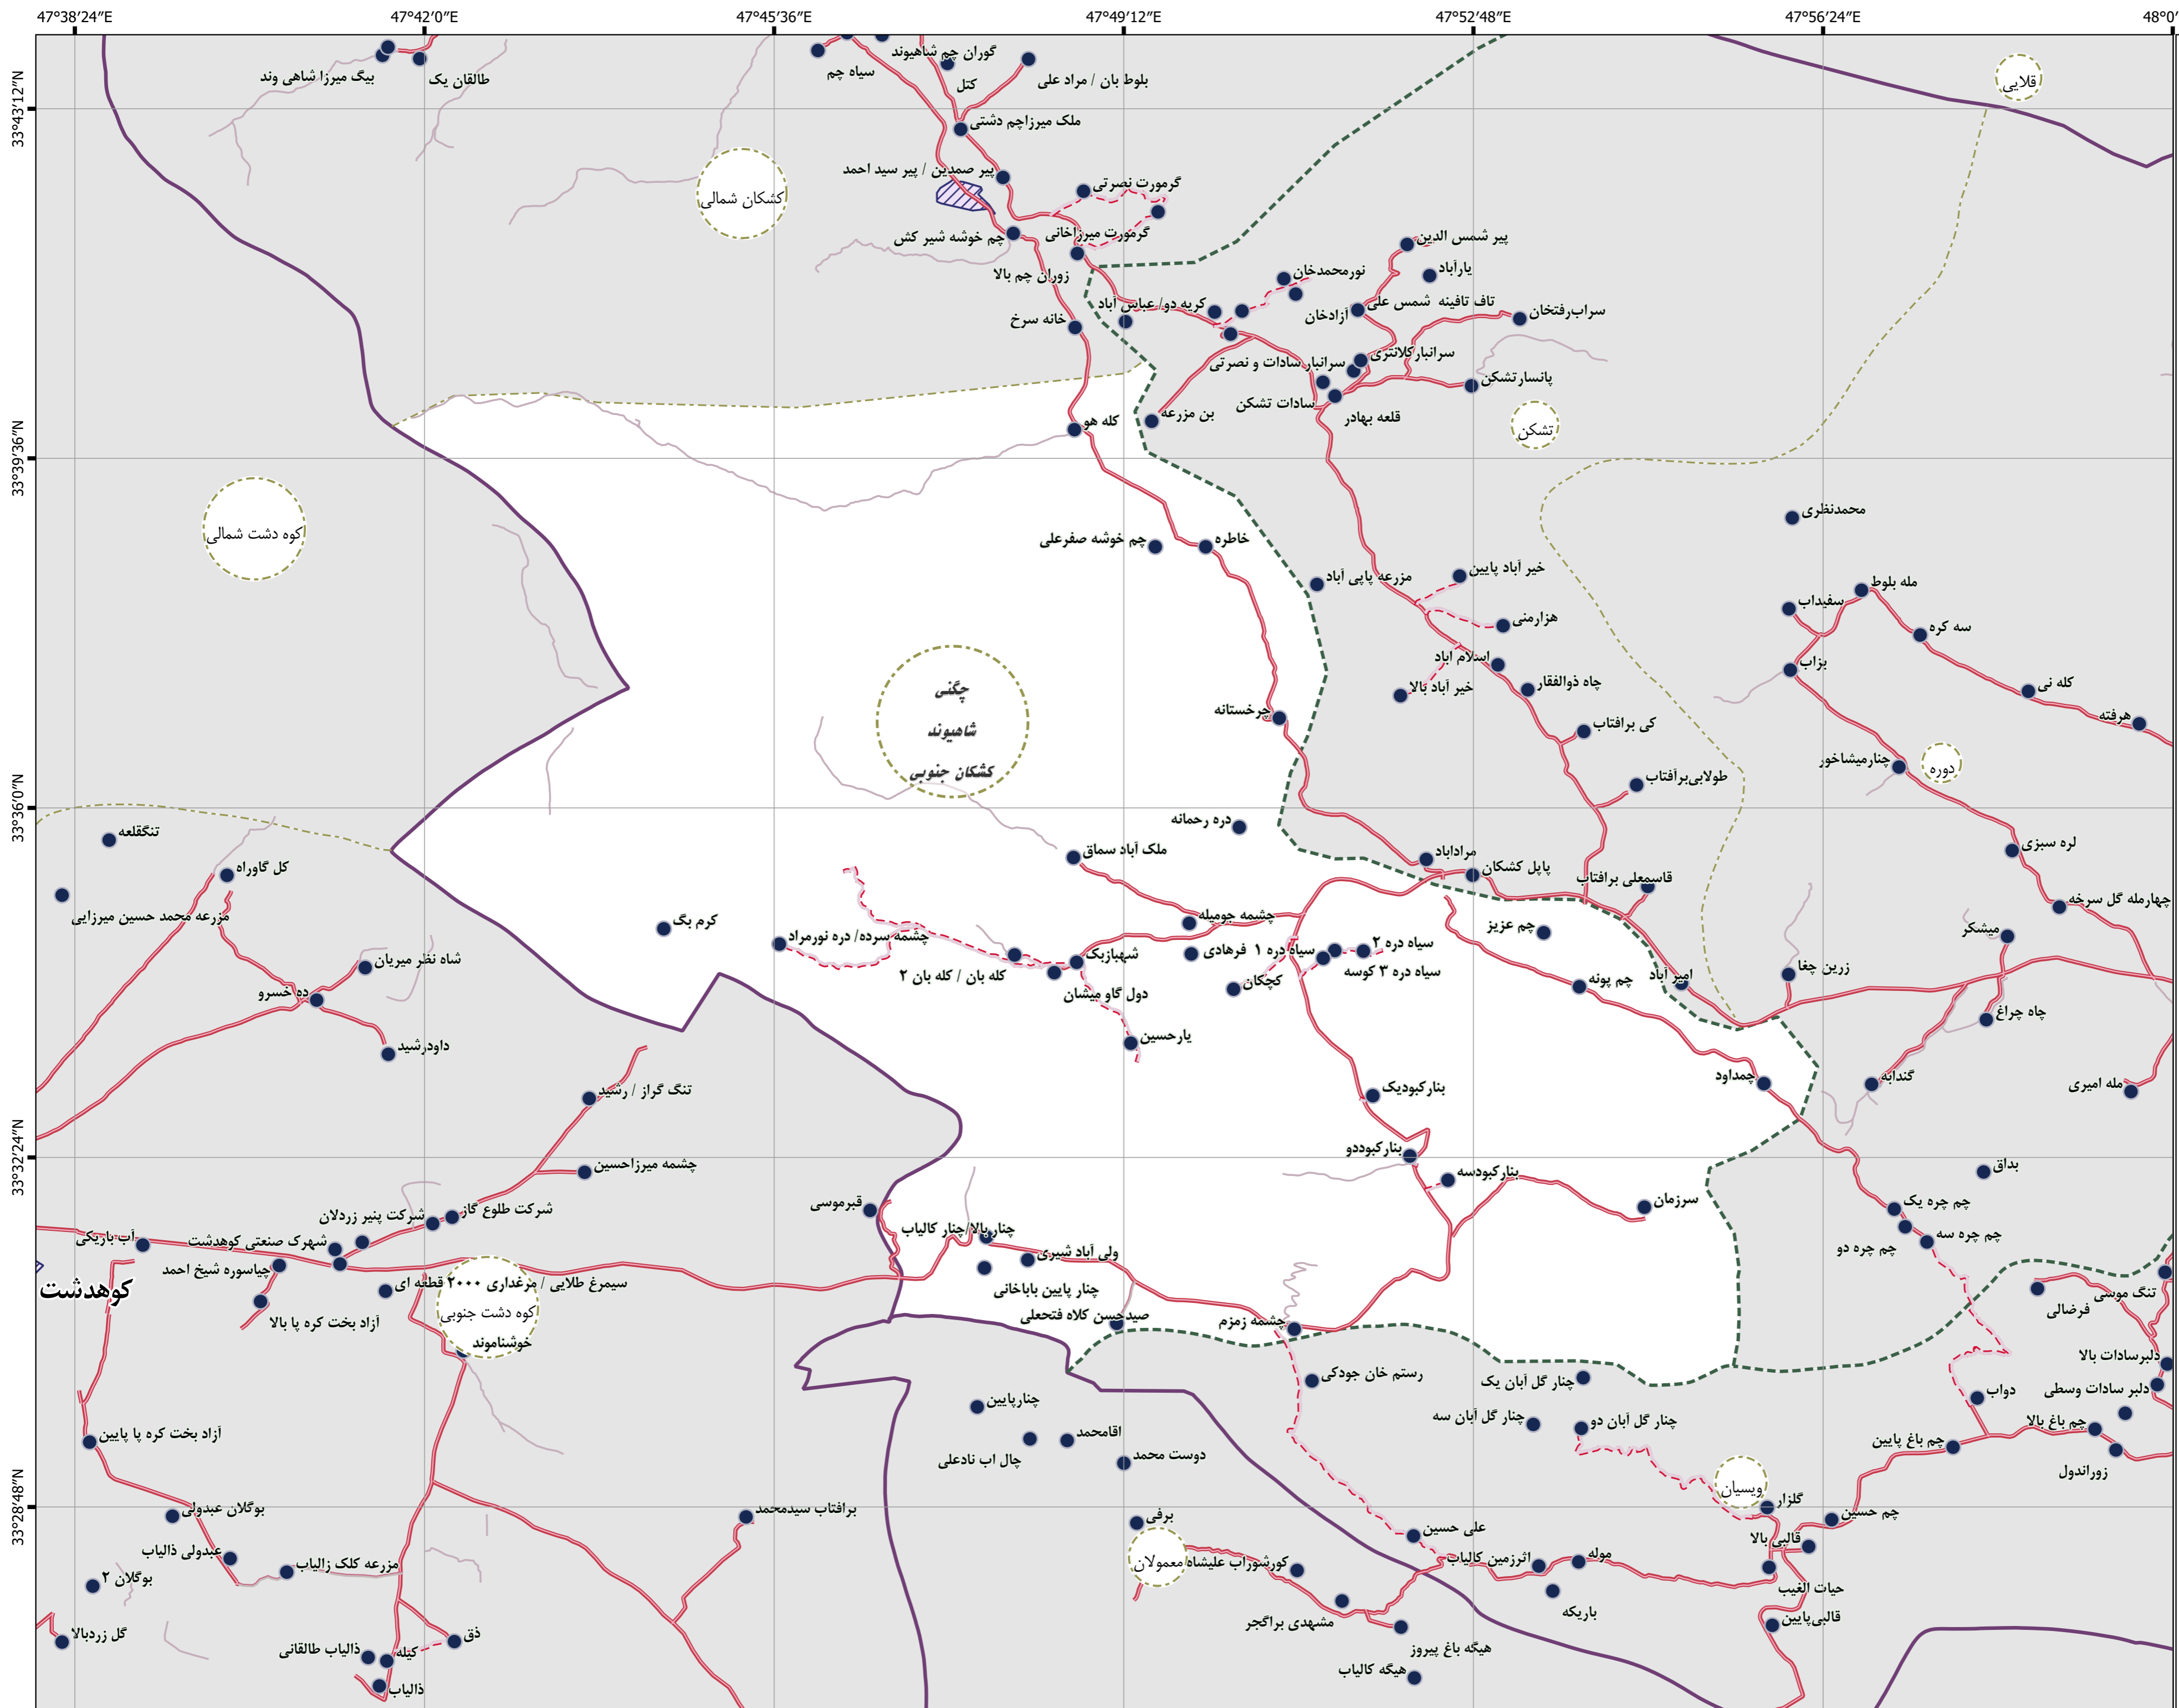 47°38'24"E
47°42'0"E
47°45'36"E
47°49'12"E
47°52'48"E
47°56'24"E
48°0'
33°43'12"N
33°39'36"N
33°36'0"N
33°32'24"N
33°28'48"N
بیگ میرزا شاهی وند
طالقان یک
سیاه چم
گوران چم شاهیوند
کتل
بلوط بان / مراد علی
ملک میرزاچم دشتی
قلایی
کشکان شمالی
پیر صمدین / پیر سید احمد
گرمورت نصرتی
گرمورت میرزاخانی
چم خوشه شیر کش
زوران چم بالا
پیر شمس الدین
یارآباد
نورمحمدخان
کریه دو/ عباس آباد
تاف تافینه شمس علی
آزادخان
سراب‌رفتخان
خانه سرخ
سرانبارکلانتری
سرانبار سادات و نصرتی
پانسارتشکن
سادات تشکن
قلعه بهادر
تشکن
بن مزرعه
کله هو
کوه دشت شمالی
محمدنظری
چم خوشه صفرعلی
خاطره
مزرعه پاپی آباد
خیر آباد پایین
هزارمنی
مله بلوط
سفیداب
سه کره
بزاب
اسلام اباد
خیر آباد بالا
چاه ذوالفقار
کله نی
هرفته
چگنی
شاهیوند
کشکان جنوبی
چرخستانه
کی برافتاب
طولابی‌برآفتاب
چنارمیشاخور
دوره
تنگقلعه
کل گاوراه
مزرعه محمد حسین میرزایی
دره رحمانه
ملک آباد سماق
مراداباد
پاپل کشکان
قاسمعلی برافتاب
لره سبزی
چهارمله گل سرخه
کرم بگ
چشمه سرده/ دره نورمراد
چشمه جومیله
شهبازبک
فرهادی
سیاه دره ۱
سیاه دره ۲
سیاه دره ۳ کوسه
کچکان
چم عزیز
میشکر
زرین چغا
شاه نظر میریان
ده خسرو
کله بان / کله بان ۲
دول گاو میشان
چم پونه
امیر آباد
چاه چراغ
داودرشید
یارحسین
تنگ گراز / رشید
بنارکبودیک
چمداود
گندابه
مله امیری
چشمه میرزاحسین
بنارکبوددو
بنارکبودسه
سرزمان
بداق
چم چره یک
چم چره سه
چم چره دو
قبرموسی
شرکت طلوع گاز
شرکت پنیر زردلان
شهرک صنعتی کوهدشت
آب باریکی
چنار بالا/چنار کالیاب
ولی آباد شیری
چنار پایین باباخانی
چیاسوره شیخ احمد
سیمرغ طلایی / مرغداری ۲۰۰۰ قطعه ای
کوهدشت
کوه دشت جنوبی
خوشناموند
آزاد بخت کره پا بالا
صیدحسن کلاه فتحعلی
چشمه زمزم
تنگ موسی
فرضالی
دلبرسادات بالا
دلبر سادات وسطی
رستم خان جودکی
چنار گل آبان یک
چنار گل آبان سه
چنار گل آبان دو
دواب
چم باغ بالا
چم باغ پایین
زوراندول
چنارپایین
اقامحمد
چال اب نادعلی
دوست محمد
آزاد بخت کره پا پایین
ویسیان
گلزار
چم حسین
بوگلان عبدولی
برافتاب سیدمحمد
برفی
علی حسین
قالبی بالا
عبدولی ذالیاب
مزرعه کلک زالیاب
معمولان
کورشوراب علیشاه
اثرزمین کالیاب
موله
حیات الغیب
بوگلان ۲
باریکه
مشهدی براگجر
قالبی‌پایین
گل زردبالا
ذق
ذالیاب طالقانی
کیله
هیگه باغ پیروز
هیگه کالیاب
ذالیاب